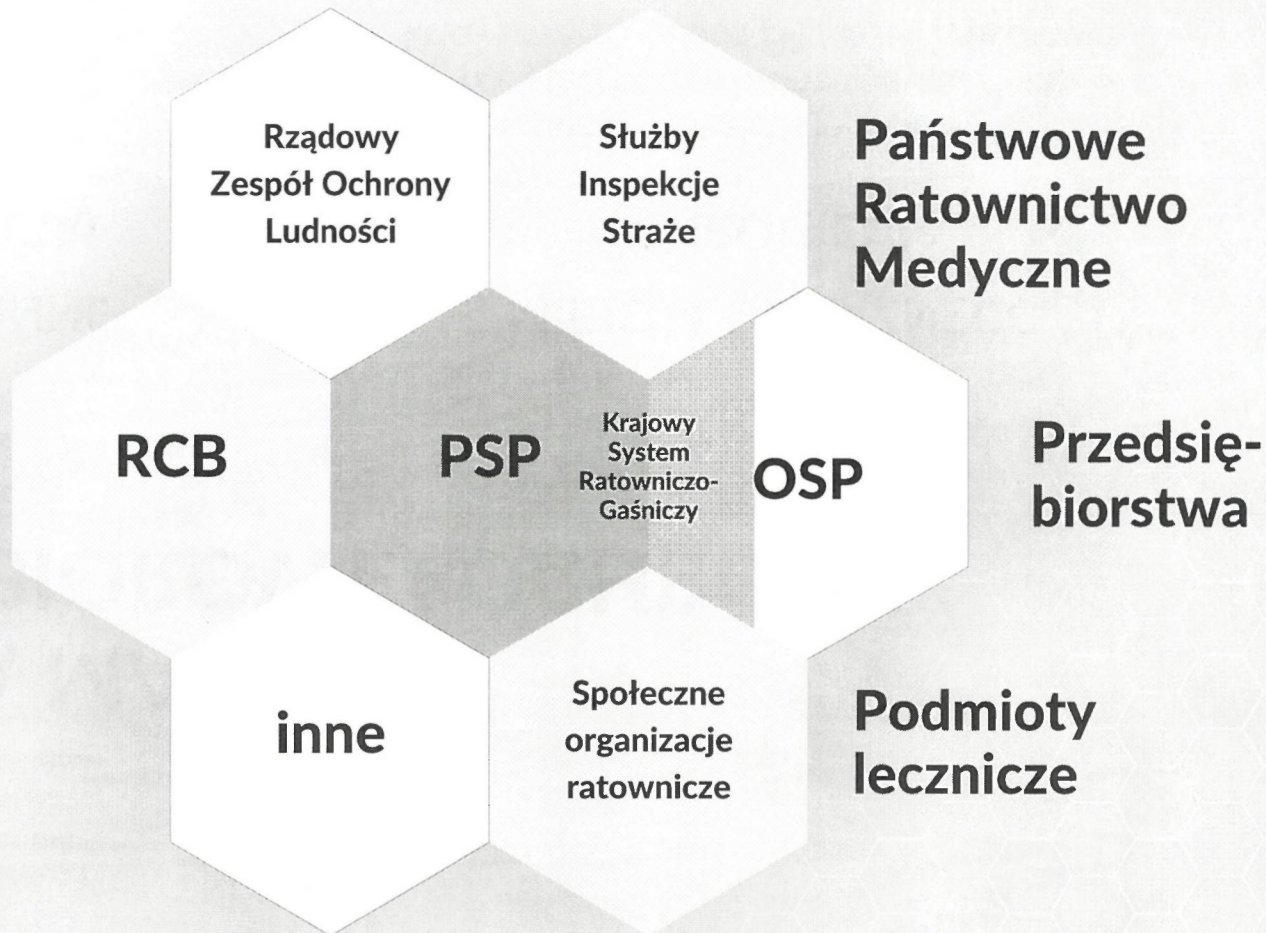 Rządowy
Zespół Ochrony
Ludności
Służby
Inspekcje
Straże
Państwowe
Ratownictwo
Medyczne
RCB
PSP
Krajowy
System
Ratowniczo-
Gaśniczy
OSP
Przedsię-
biorstwa
inne
Społeczne
organizacje
ratownicze
Podmioty
lecznicze